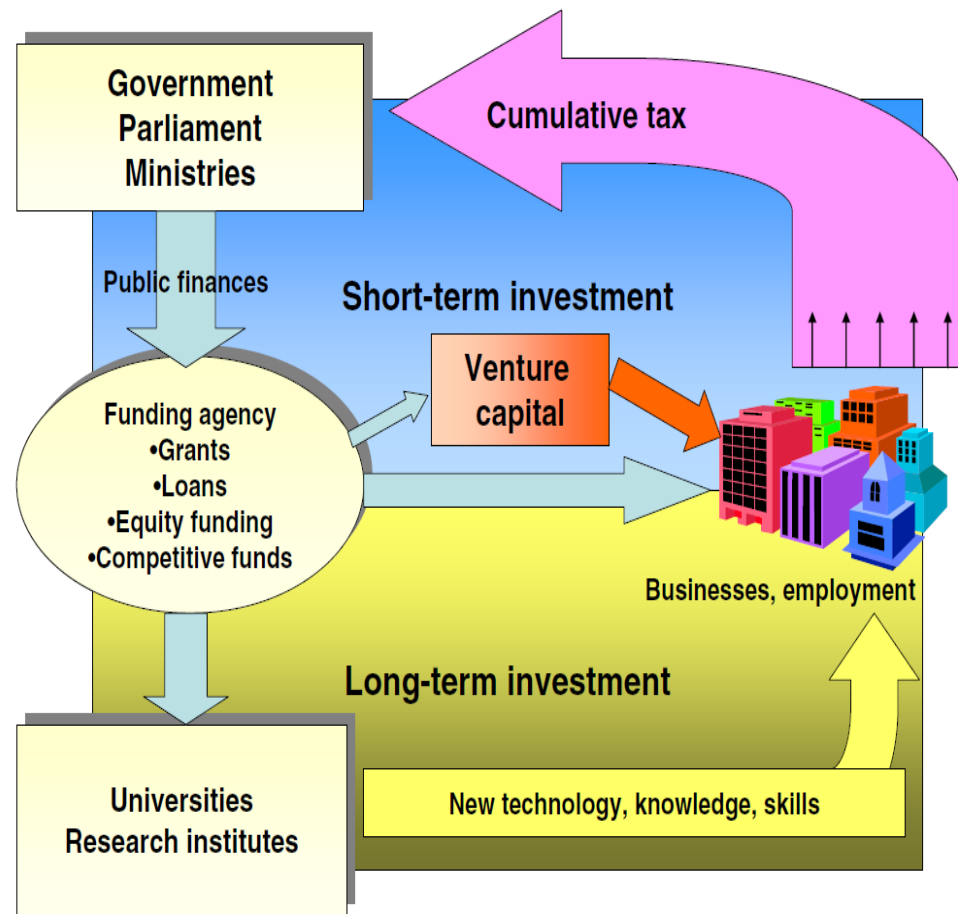 Government
Parliament
Ministries
Cumulative tax
Public finances
Short-term investment
Venture
capital
Funding agency
•Grants
•Loans
•Equity funding
•Competitive funds
Businesses, employment
Long-term investment
Universities
Research institutes
New technology, knowledge, skills